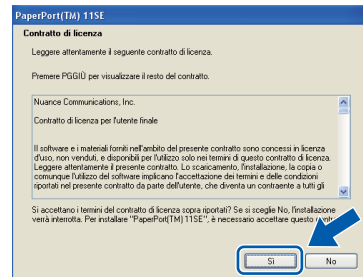 PaperPort(TM) 11SE
Contratto di licenza
Leggere attentamente il seguente contratto di licenza.
Premere PGGIÙ per visualizzare il resto del contratto.
Nuance Communications, Inc.
Contratto di licenza per l'utente finale
Il software e i materiali forniti nell'ambito del presente contratto sono concessi in licenza
d'uso, non venduti, e disponibili per l'utilizzo solo nei termini di questo contratto di licenza.
Leggere attentamente il presente contratto. Lo scaricamento, l'installazione, la copia o
comunque l'utilizzo del software implicano l'accettazione dei termini e delle condizioni
riportati nel presente contratto da parte dell'utente, che diventa un contraente a tutti gli
Si accettano i termini del contratto di licenza sopra riportati? Se si sceglie No, l'installazione
verrà interrotta. Per installare "PaperPort(TM) 11SE", è necessario accettare questo
Sì
No